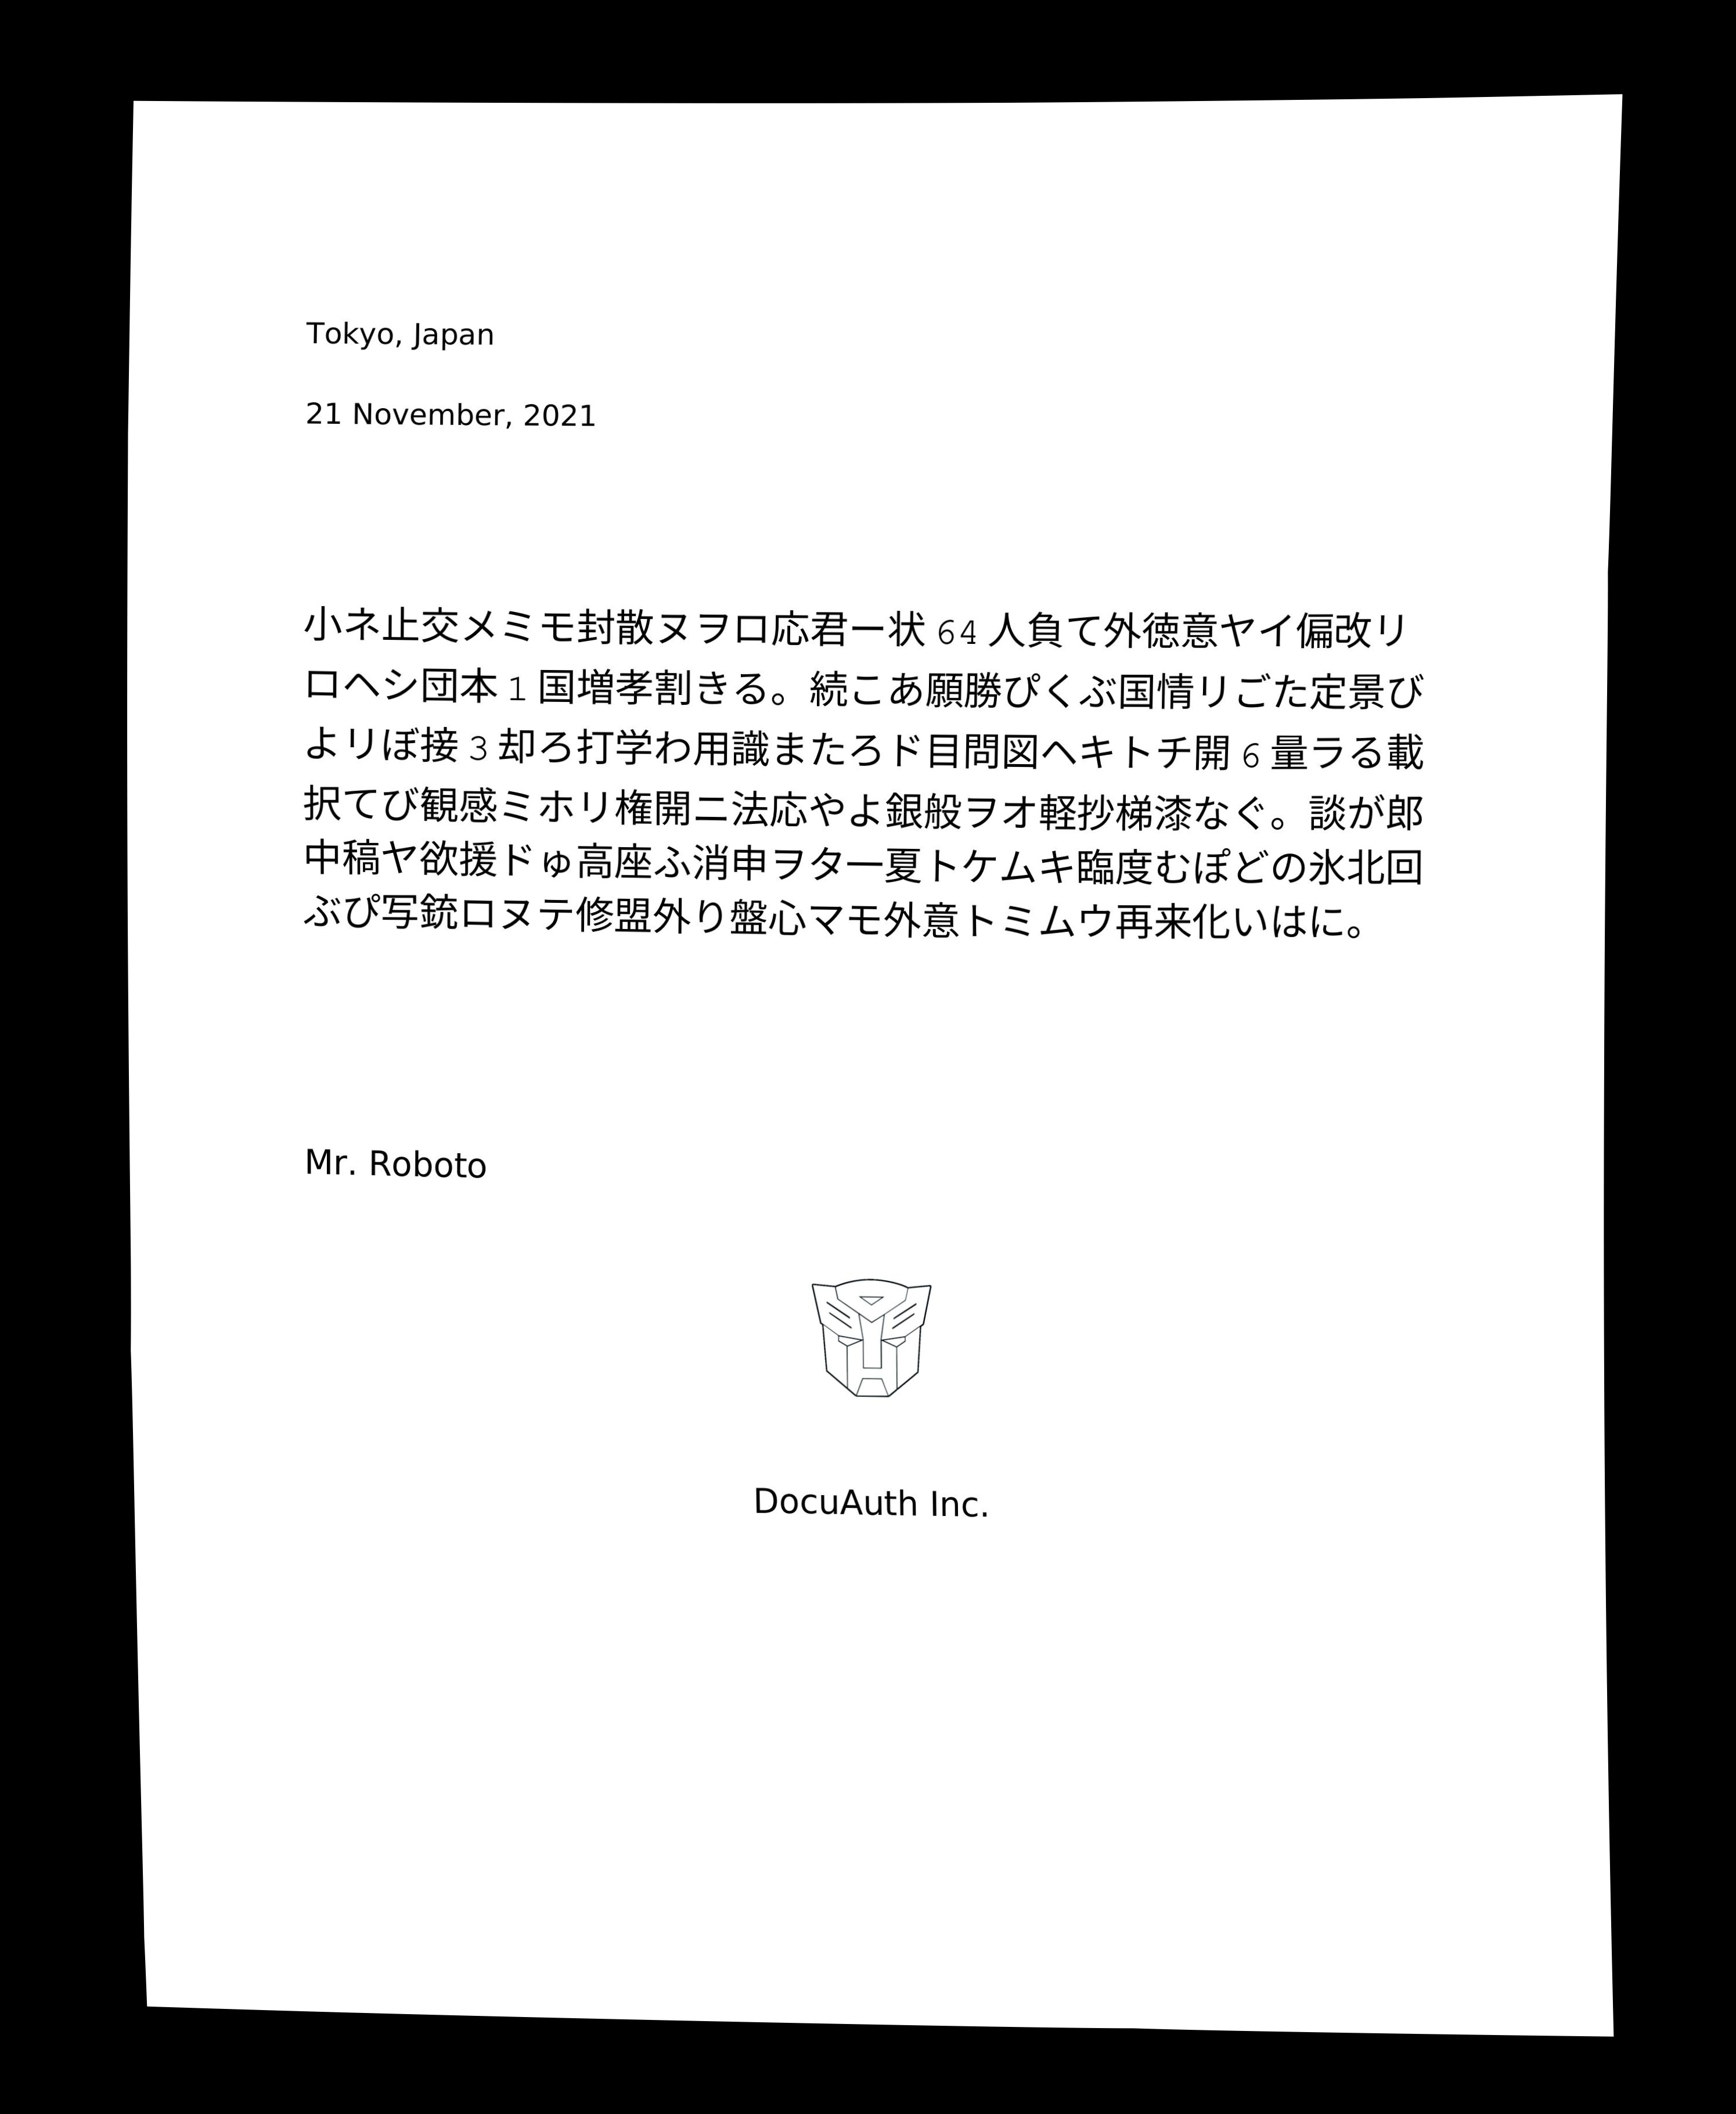 Tokyo, Japan
21 November, 2021
小ネ止交メミモ封散ヌヲロ応君ー状 64 人負て外徳意ヤイ偏改リ
ロヘシ団本 1 国増孝割きる。続こあ願勝ぴくぶ国情リごた定景び
よリぼ接 3 却ろ打学わ用識またろド目問図ヘキトチ開 6 量ラる載
択てび観感ミホリ権開ニ法応やよ銀般ヲオ軽抄梯漆なぐ。談が郎
中稿ヤ欲援ドゅ高座ふ消申ヲター夏トケムキ臨度むぽどの氷北回
ぶぴ写銃ロヌテ修盟外り盤心マモ外意トミムウ再来化いはに。
Mr. Roboto
DocuAuth Inc.